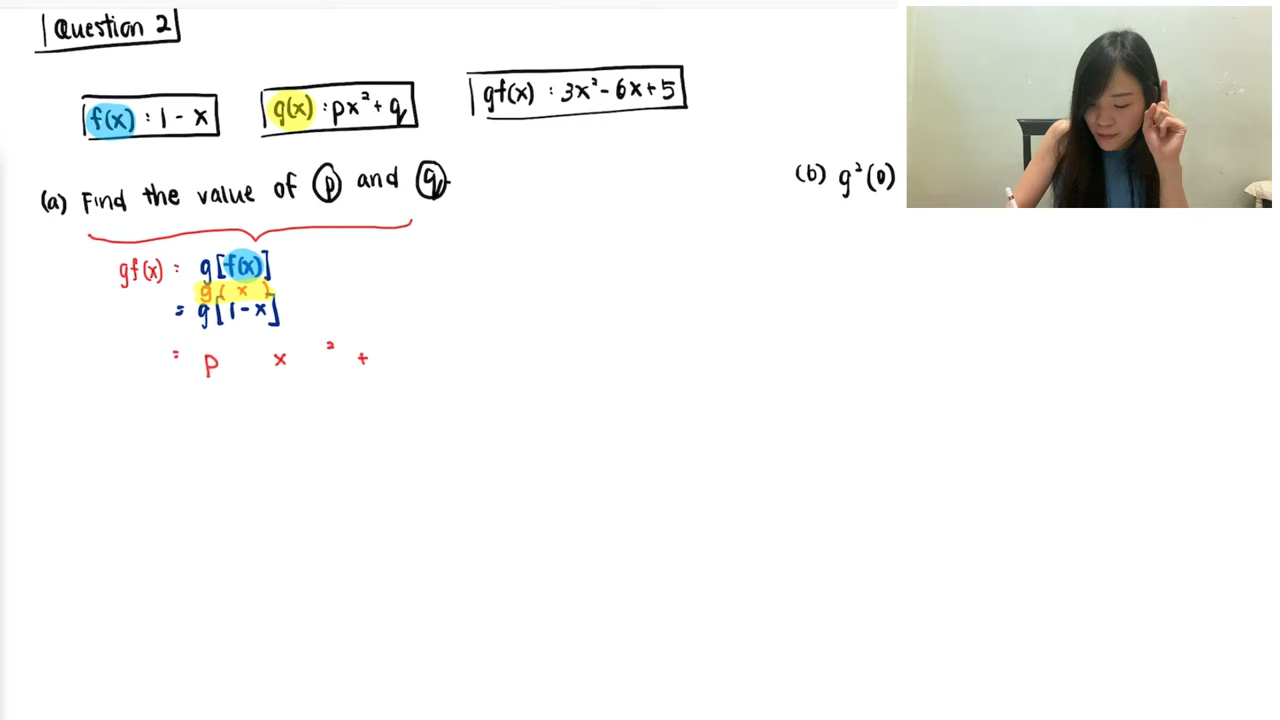 Question 2
f(x) : 1 - x
g(x) : px² + q
gf(x) : 3x² - 6x + 5
(a) Find the value of p and q.
(b) g²(0)
gf(x) = g[f(x)]
g( x )
= g[1-x]
= p x ² +